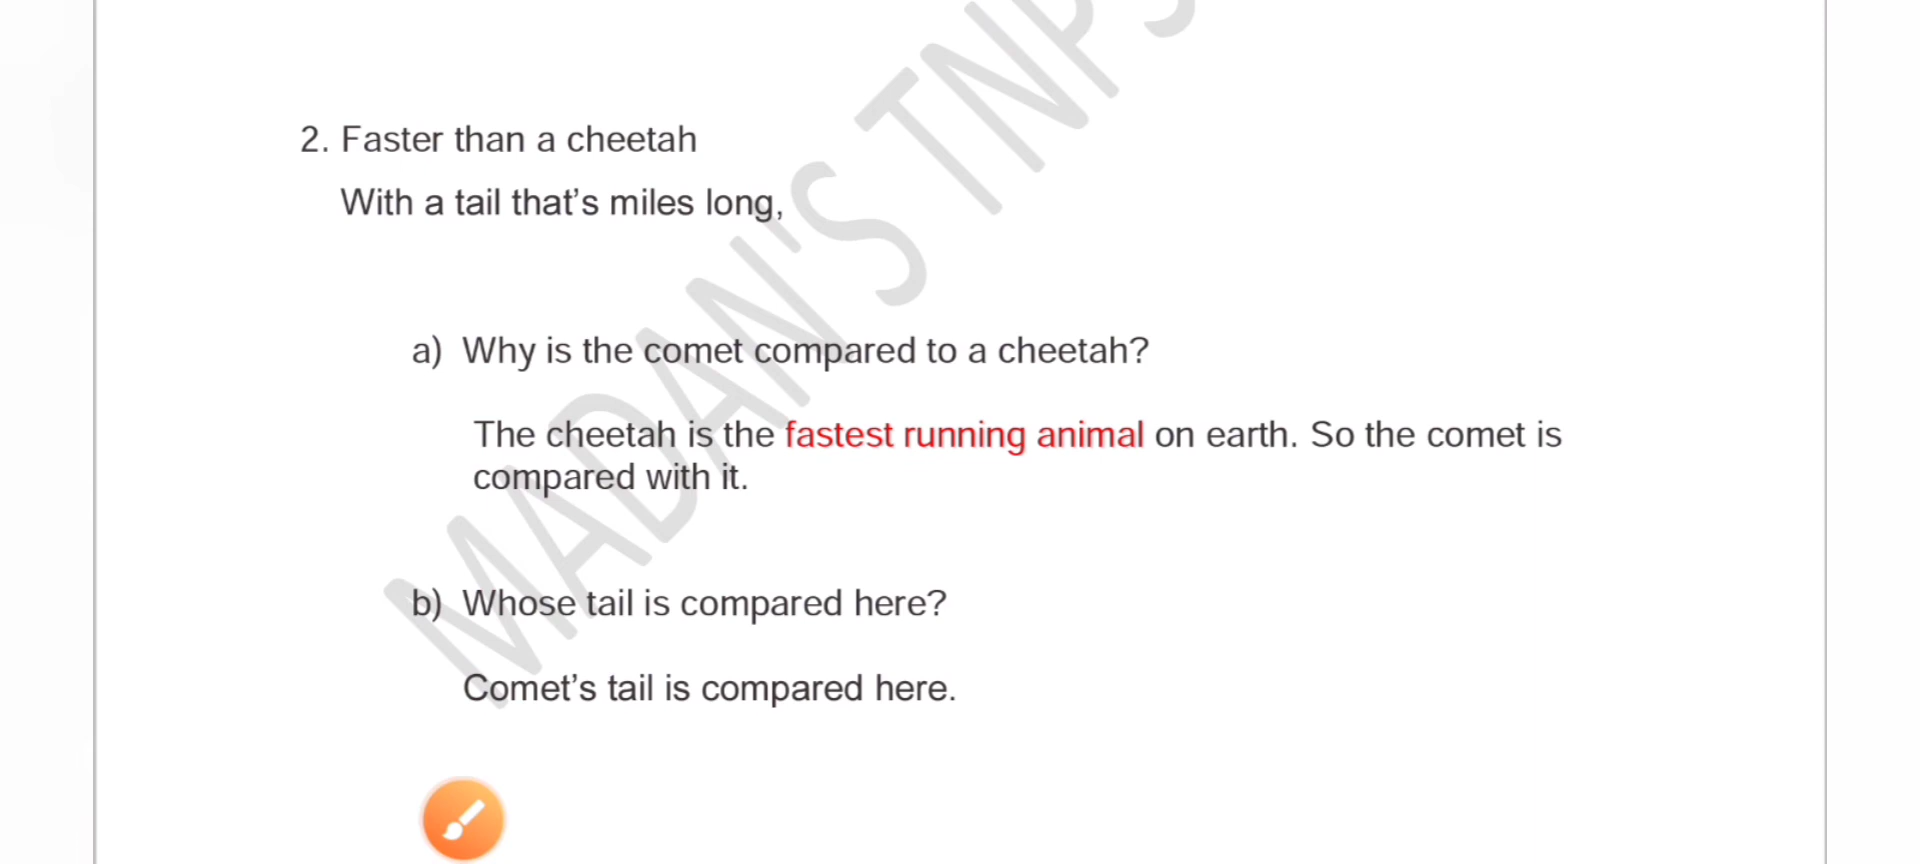 MADAN'S TNPS
2. Faster than a cheetah
With a tail that’s miles long,
a) Why is the comet compared to a cheetah?
The cheetah is the fastest running animal on earth. So the comet is
compared with it.
b) Whose tail is compared here?
Comet’s tail is compared here.